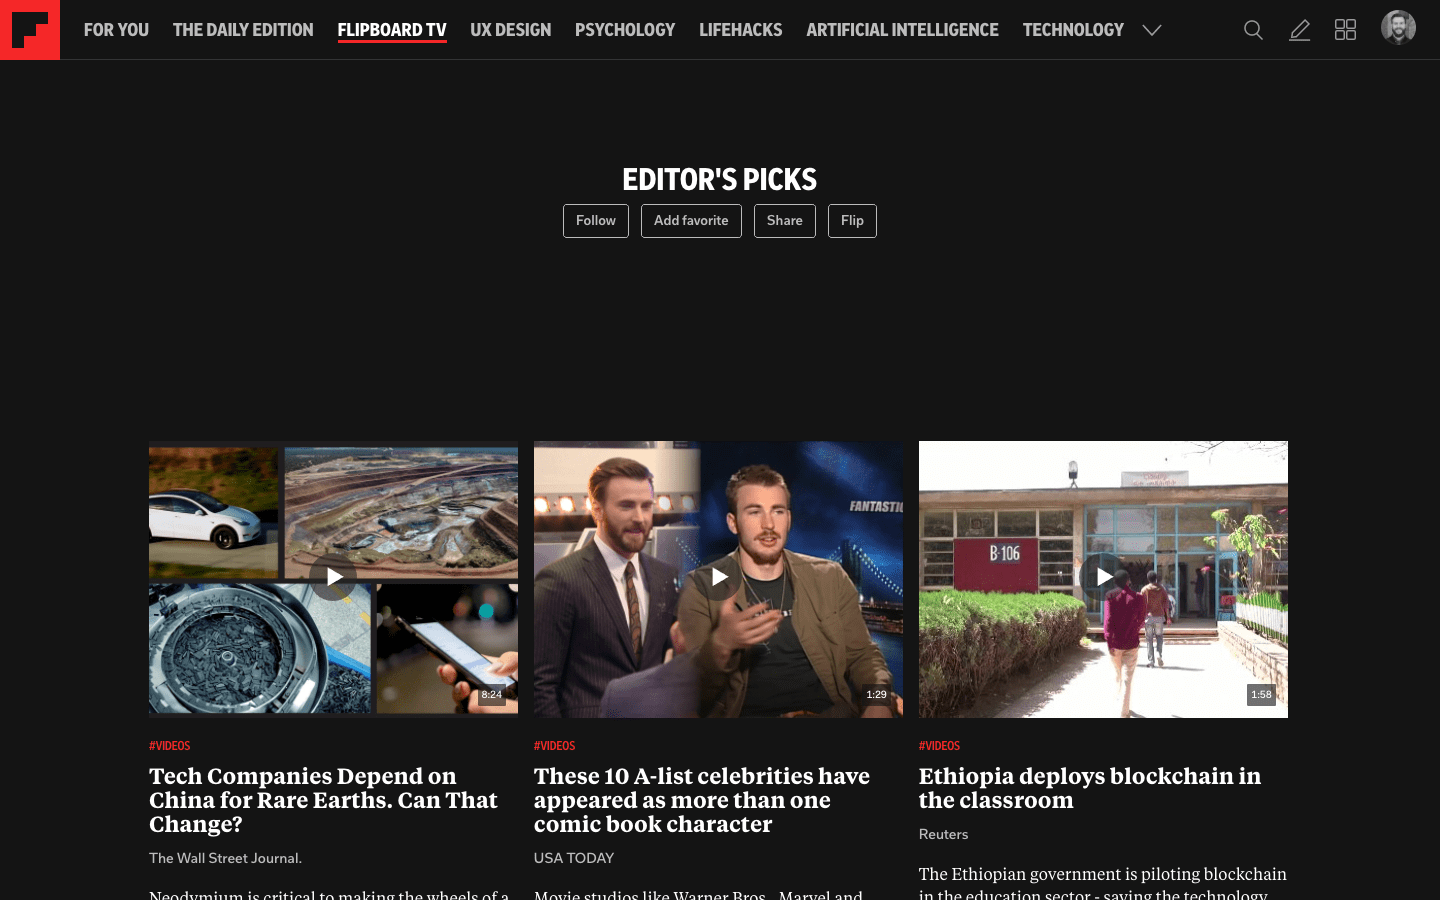 FOR YOU THE DAILY EDITION FLIPBOARD TV UX DESIGN PSYCHOLOGY LIFEHACKS ARTIFICIAL INTELLIGENCE TECHNOLOGY
EDITOR'S PICKS
Follow Add favorite Share Flip
8:24
FANTASTIC
1:29
B-106
1:58
#VIDEOS
Tech Companies Depend on
China for Rare Earths. Can That
Change?
The Wall Street Journal.
Neodymium is critical to making the wheels of a
#VIDEOS
These 10 A-list celebrities have
appeared as more than one
comic book character
USA TODAY
Movie studios like Warner Bros., Marvel and
#VIDEOS
Ethiopia deploys blockchain in
the classroom
Reuters
The Ethiopian government is piloting blockchain
in the education sector - saying the technology